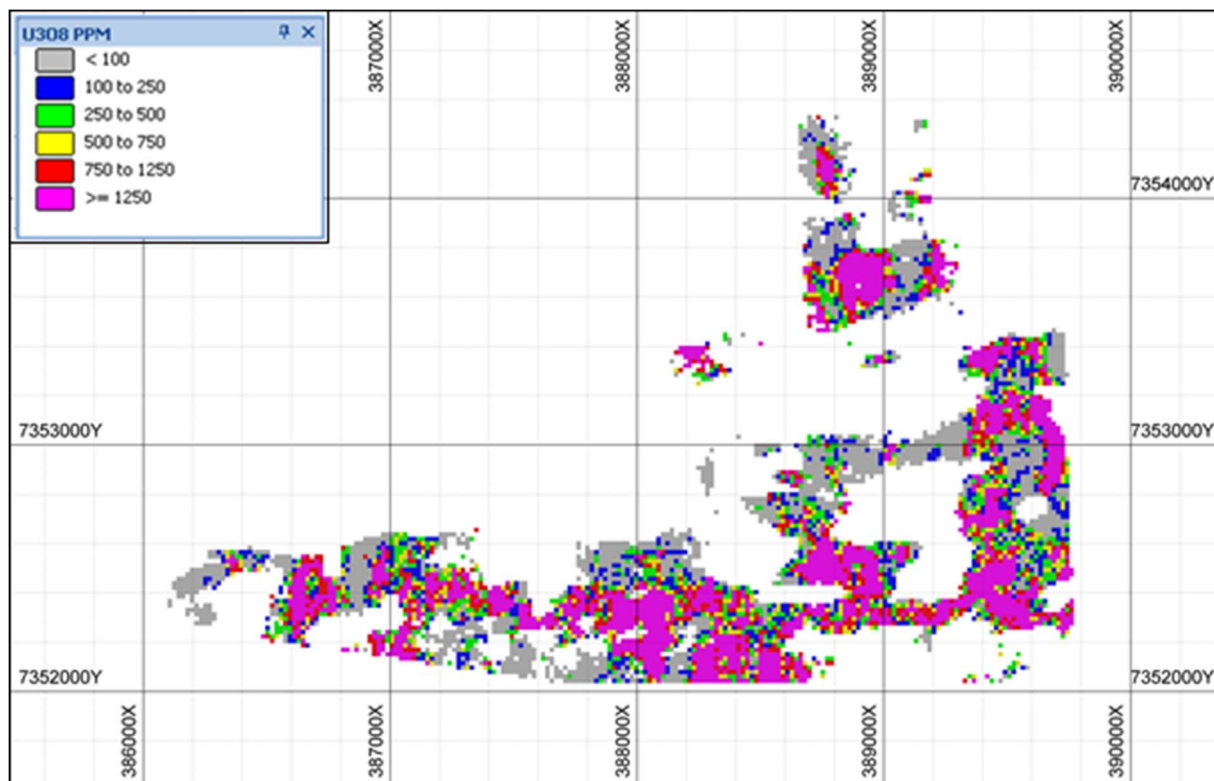 U3O8 PPM
< 100
100 to 250
250 to 500
500 to 750
750 to 1250
>= 1250
387000X
388000X
389000X
390000X
7354000Y
7353000Y
7353000Y
7352000Y
7352000Y
386000X
387000X
388000X
389000X
390000X